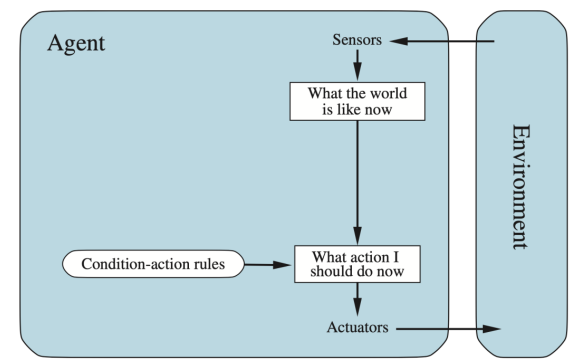 Agent
Sensors
What the world
is like now
Environment
Condition-action rules
What action I
should do now
Actuators